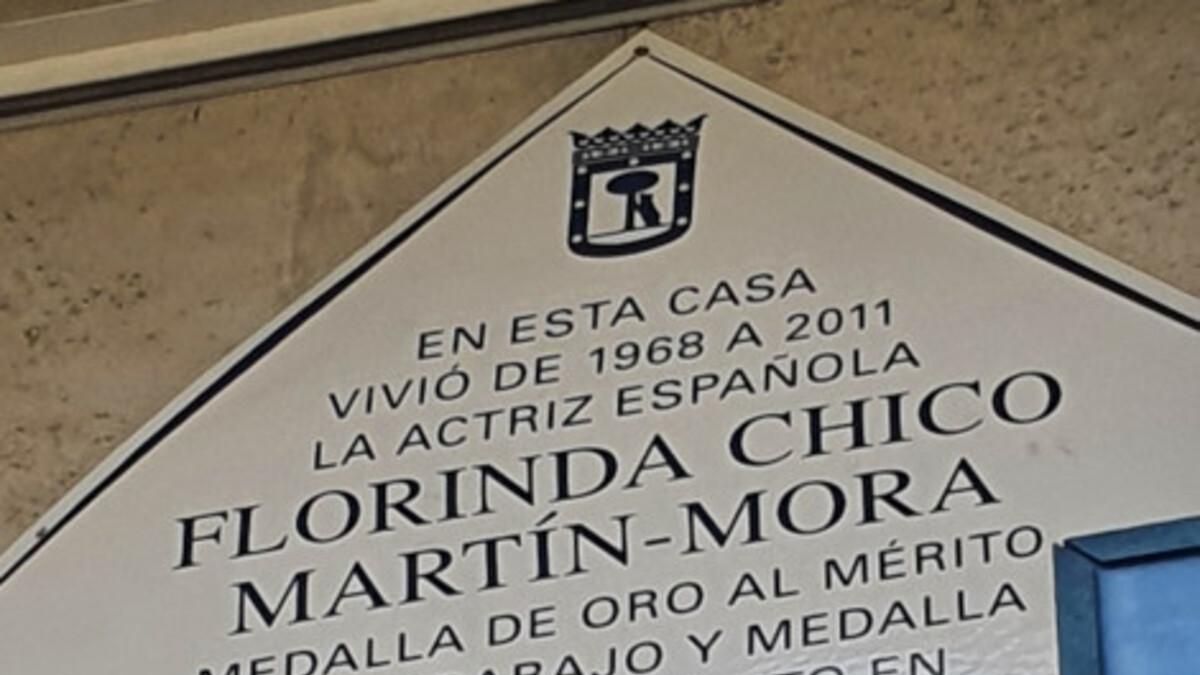 EN ESTA CASA
VIVIÓ DE 1968 A 2011
LA ACTRIZ ESPAÑOLA
FLORINDA CHICO
MARTÍN-MORA
MEDALLA DE ORO AL MÉRITO
Y MEDALLA
EN